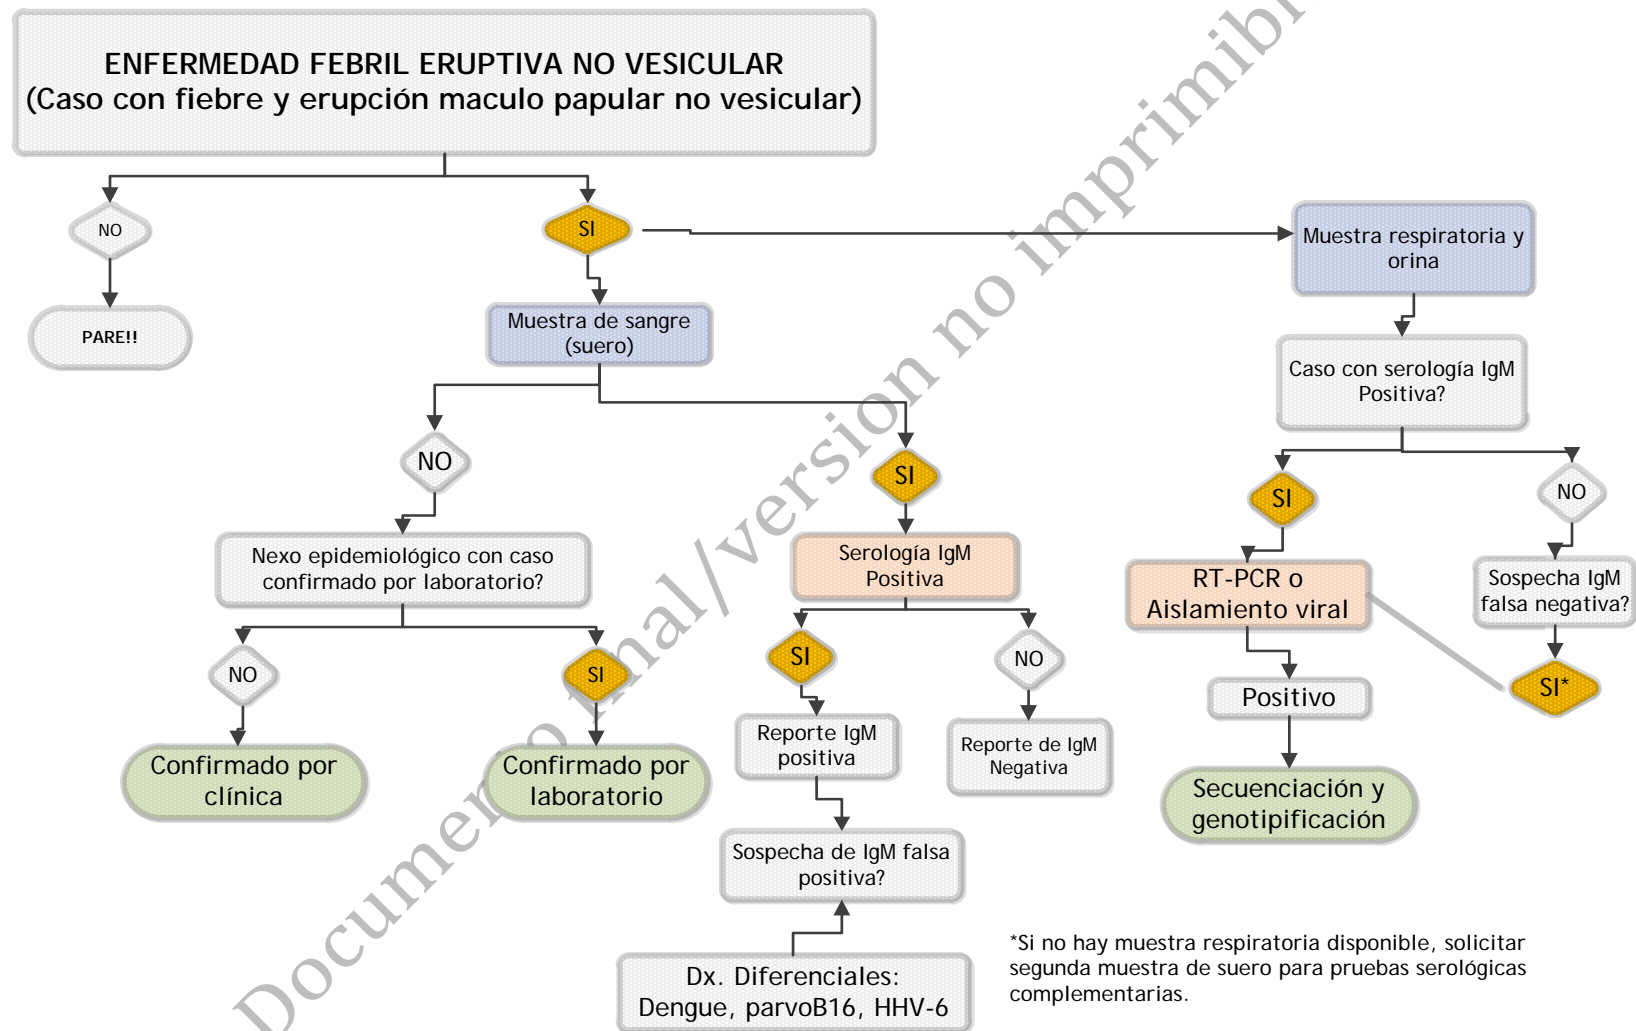 ENFERMEDAD FEBRIL ERUPTIVA NO VESICULAR
(Caso con fiebre y erupción maculo papular no vesicular)
NO
SI
PARE!!
Muestra de sangre
(suero)
Muestra respiratoria y
orina
Caso con serología IgM
Positiva?
NO
SI
SI
NO
Nexo epidemiológico con caso
confirmado por laboratorio?
Serología IgM
Positiva
RT-PCR o
Aislamiento viral
Sospecha IgM
falsa negativa?
NO
SI
SI
NO
Positivo
SI*
Confirmado por
clínica
Confirmado por
laboratorio
Reporte IgM
positiva
Reporte de IgM
Negativa
Secuenciación y
genotipificación
Sospecha de IgM falsa
positiva?
Dx. Diferenciales:
Dengue, parvoB16, HHV-6
*Si no hay muestra respiratoria disponible, solicitar
segunda muestra de suero para pruebas serológicas
complementarias.